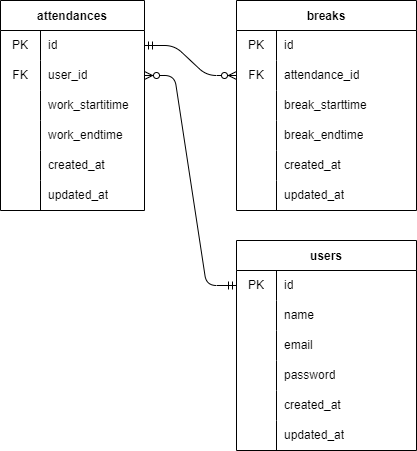 attendances
PK id
FK user_id
work_startitime
work_endtime
created_at
updated_at
breaks
PK id
FK attendance_id
break_starttime
break_endtime
created_at
updated_at
users
PK id
name
email
password
created_at
updated_at